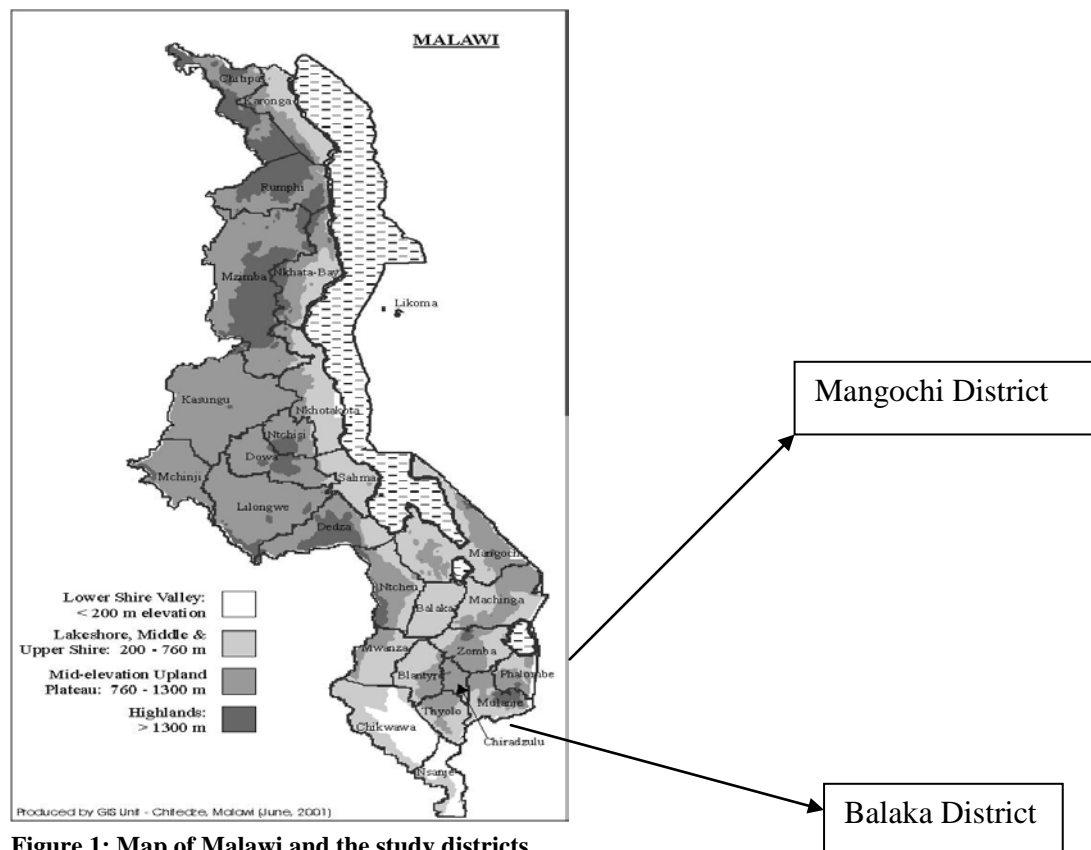 MALAWI
Chitipa
Karonga
Rumphi
Mzimba
Nkhata-Bay
Likoma
Kasungu
Nkhotakota
Ntchisi
Dowa
Mchinji
Salima
Lilongwe
Dedza
Mangochi
Ntcheu
Balaka
Machinga
Mwanza
Zomba
Blantyre
Phalombe
Thyolo
Mulanje
Chikwawa
Chiradzulu
Nsanje
Lower Shire Valley:
< 200 m elevation
Lakeshore, Middle &
Upper Shire: 200 - 760 m
Mid-elevation Upland
Plateau: 760 - 1300 m
Highlands:
> 1300 m
Produced by GIS Unit - Chitedze, Malawi (June, 2001)
Mangochi District
Balaka District
Figure 1: Map of Malawi and the study districts